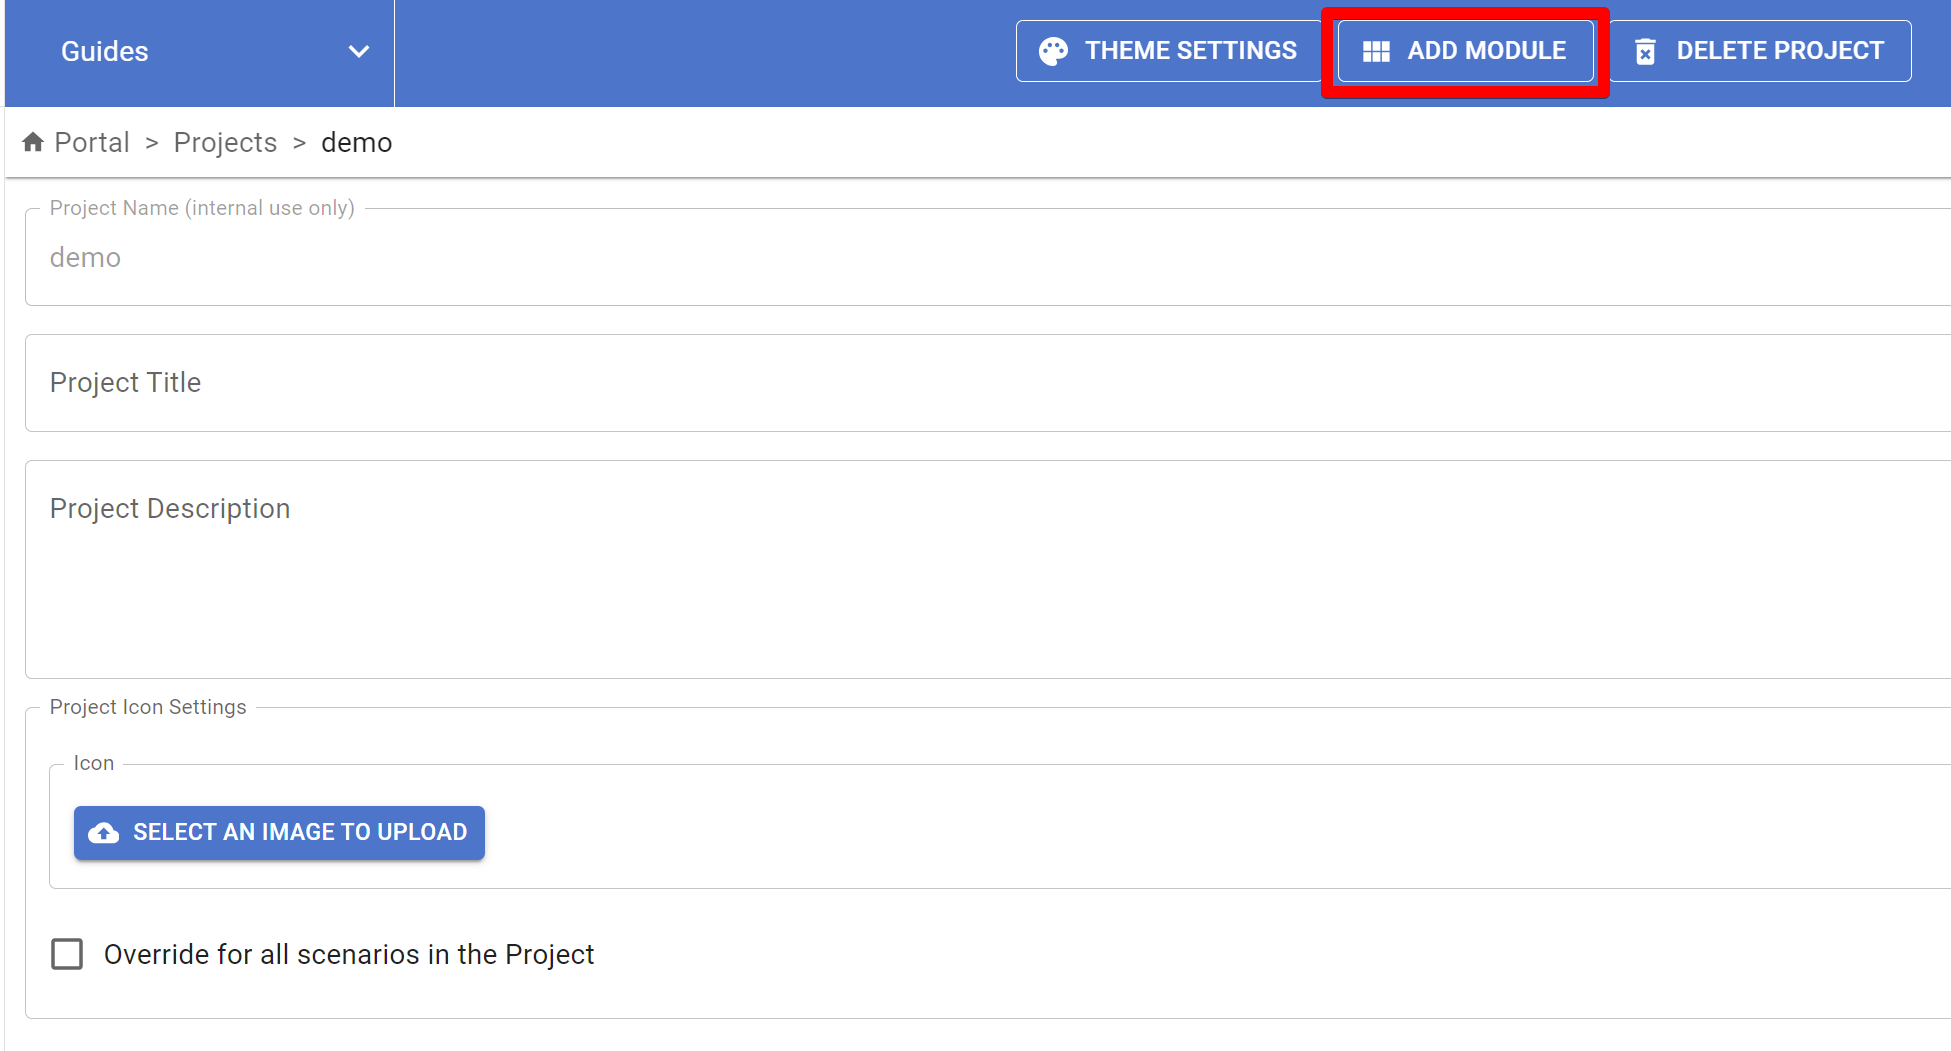 Guides
THEME SETTINGS
ADD MODULE
DELETE PROJECT
Portal > Projects > demo
Project Name (internal use only)
demo
Project Title
Project Description
Project Icon Settings
Icon
SELECT AN IMAGE TO UPLOAD
Override for all scenarios in the Project